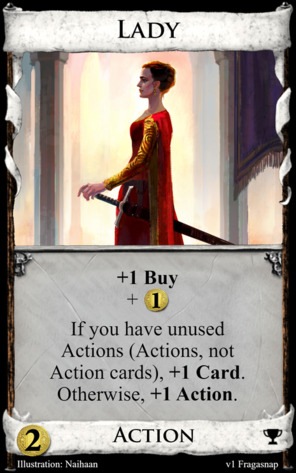 LADY
+1 Buy
+ 1
If you have unused
Actions (Actions, not
Action cards), +1 Card.
Otherwise, +1 Action.
2 ACTION
Illustration: Naihaan v1 Fragasnap